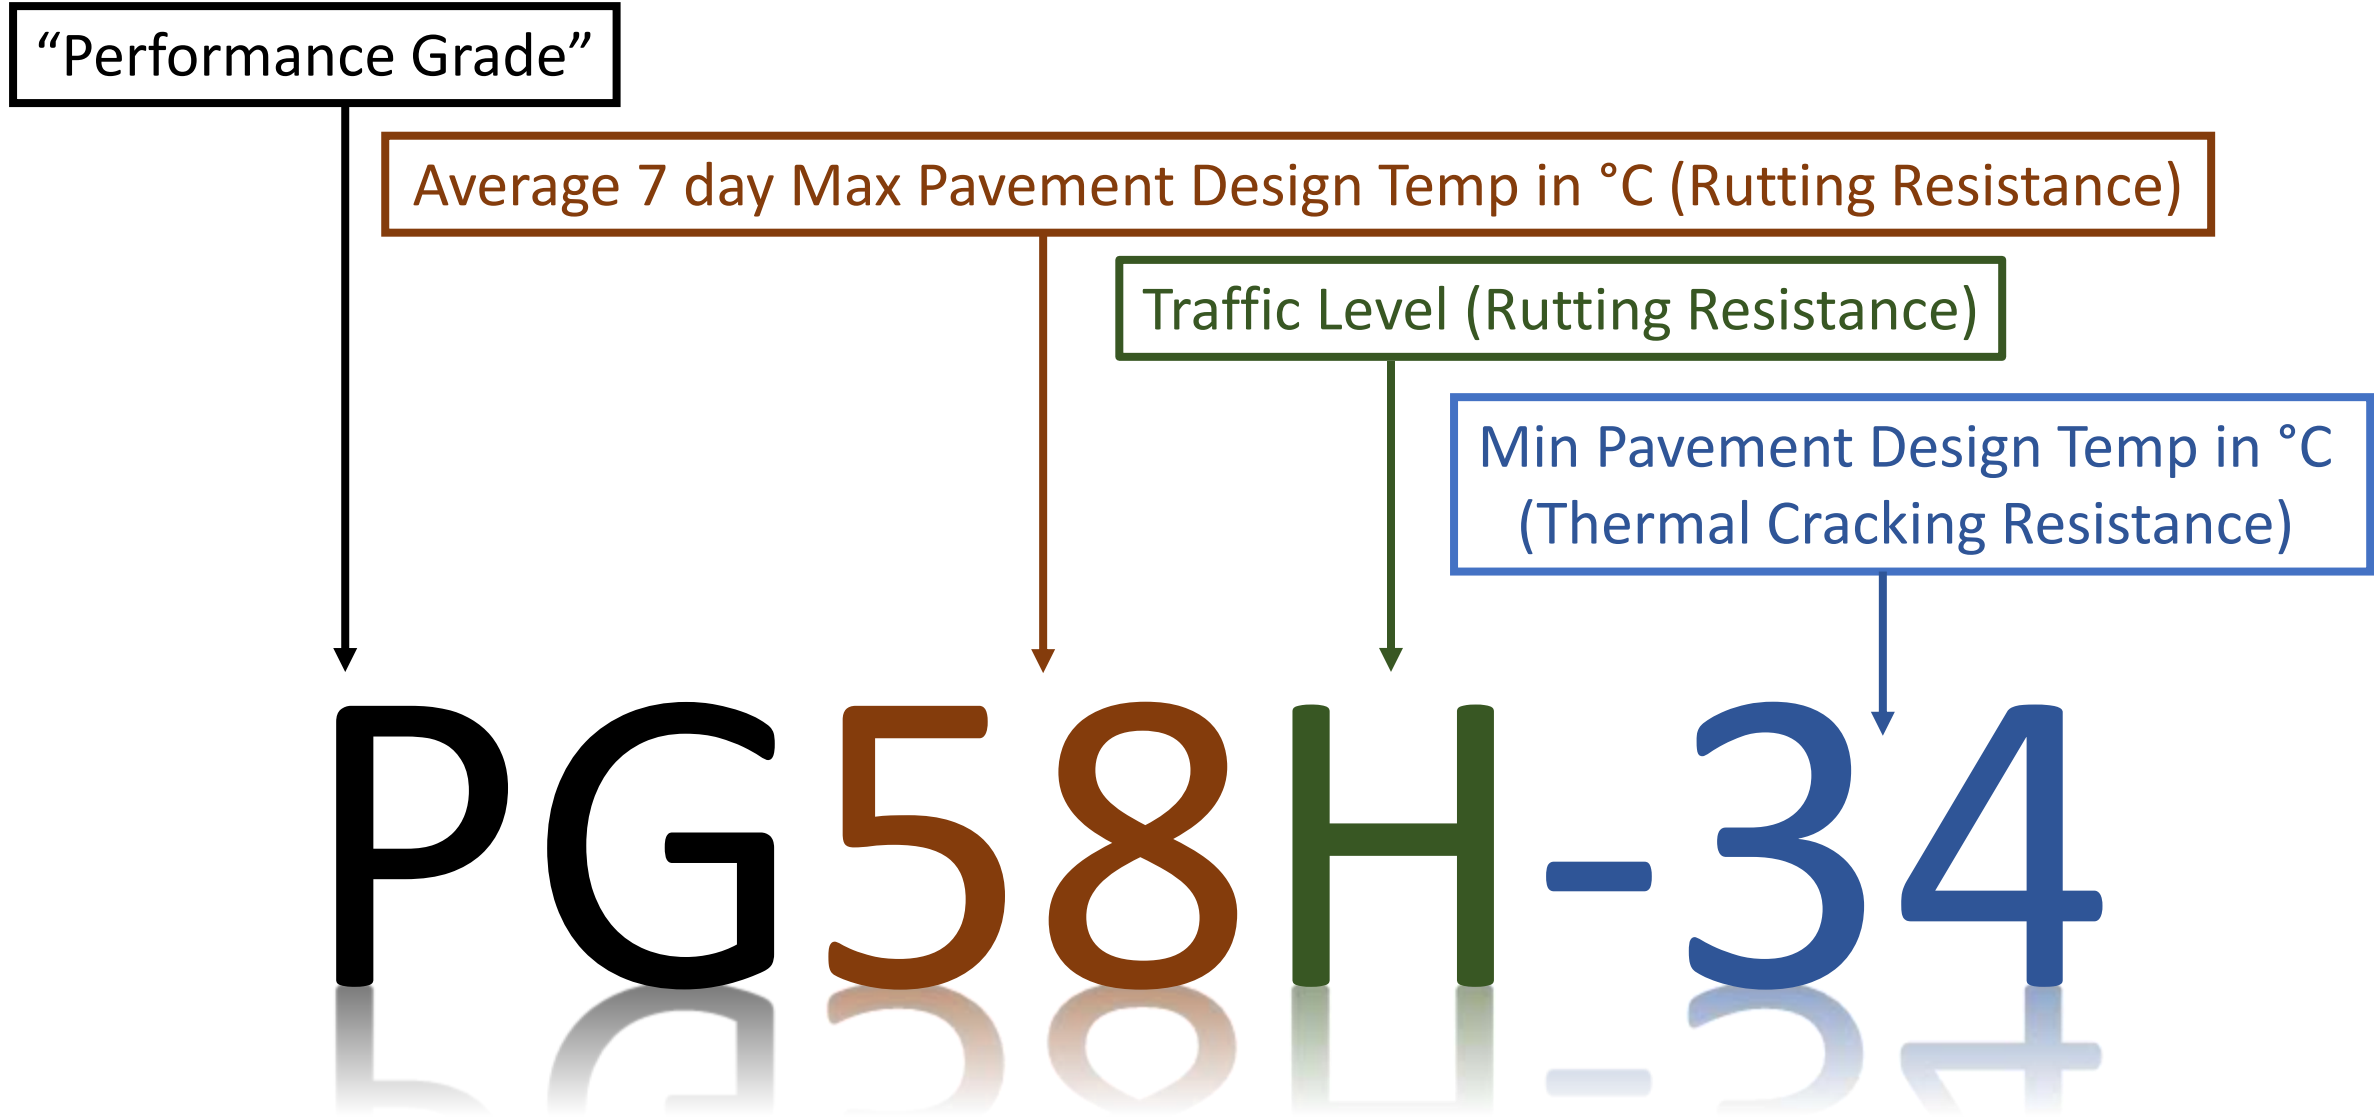 “Performance Grade”
Average 7 day Max Pavement Design Temp in °C (Rutting Resistance)
Traffic Level (Rutting Resistance)
Min Pavement Design Temp in °C
(Thermal Cracking Resistance)
PG58H-34